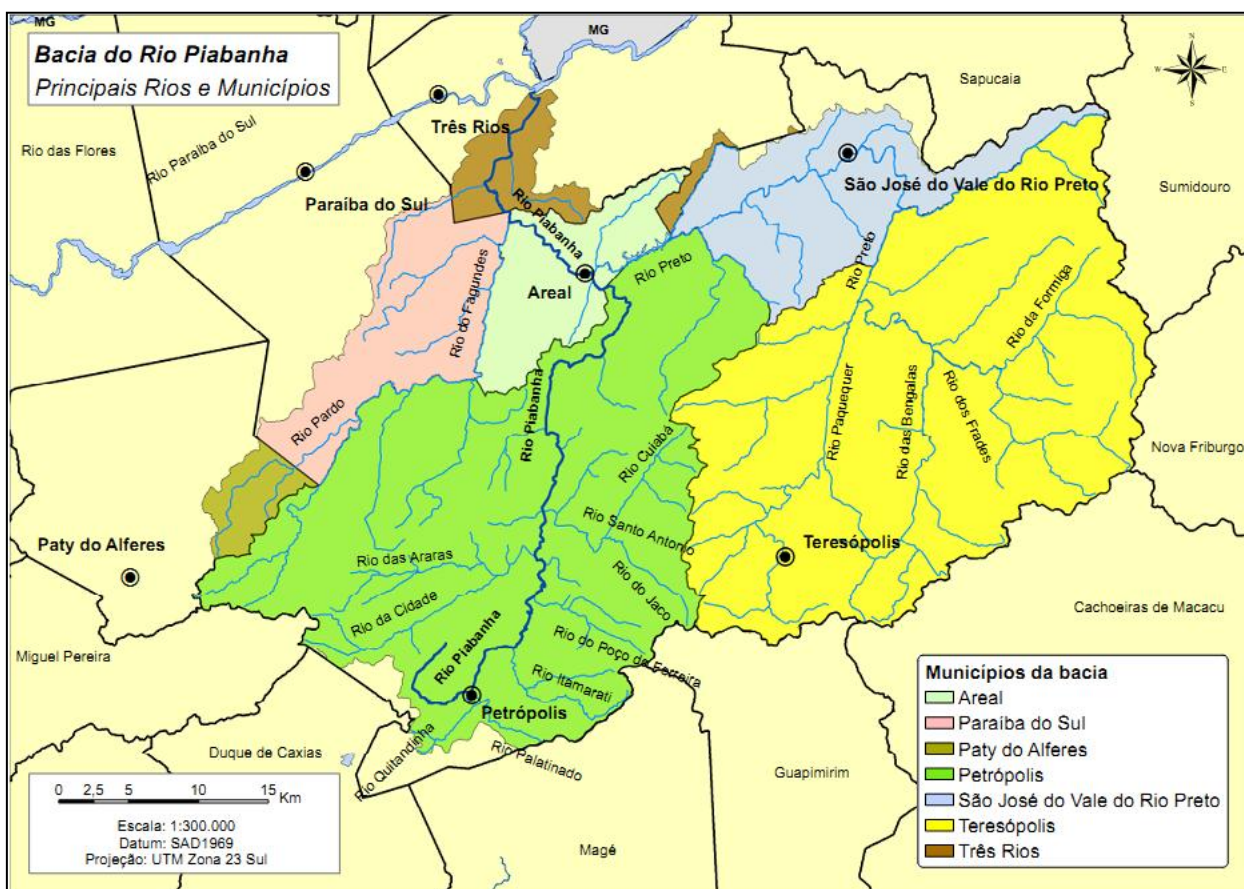 MG
MG
Bacia do Rio Piabanha
Principais Rios e Municípios
Sapucaia
Três Rios
Rio das Flores
Rio Paraíba do Sul
São José do Vale do Rio Preto
Sumidouro
Paraíba do Sul
Rio Piabanha
Rio Preto
Rio Preto
Areal
Rio do Fagundes
Rio da Formiga
Rio Piabanha
Rio Paquequer
Rio das Bengalas
Rio dos Frades
Rio Pardo
Rio Cuiabá
Nova Friburgo
Rio Santo Antonio
Paty do Alferes
Rio das Araras
Teresópolis
Rio da Cidade
Rio do Jaco
Cachoeiras de Macacu
Rio Piabanha
Rio do Poço do Ferreira
Miguel Pereira
Rio Itamarati
Petrópolis
Duque de Caxias
Rio Quitandinha
Rio Palatinado
Guapimirim
Magé
Municípios da bacia
Areal
Paraíba do Sul
Paty do Alferes
Petrópolis
São José do Vale do Rio Preto
Teresópolis
Três Rios
0 2,5 5 10 15 Km
Escala: 1:300.000
Datum: SAD1969
Projeção: UTM Zona 23 Sul
N
W E
S